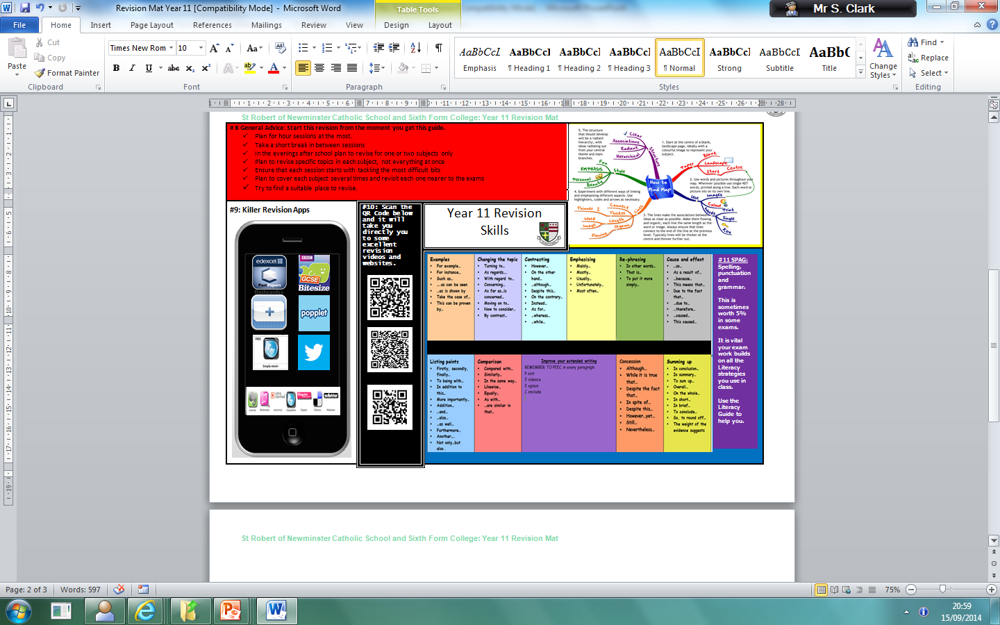 Revision Mat Year 11 [Compatibility Mode] - Microsoft Word
Table Tools
Mr S. Clark
File
Home
Insert
Page Layout
References
Mailings
Review
View
Design
Layout
Paste
Cut
Copy
Format Painter
Clipboard
Times New Rom
10
Font
Paragraph
AaBbCcI
Emphasis
AaBbCcI
¶ Heading 1
AaBbCcI
¶ Heading 2
AaBbCcI
¶ Heading 3
AaBbCcI
¶ Normal
AaBbCcI
Strong
AaBbCcI
Subtitle
AaBbC
Title
Styles
Change Styles
Find
Replace
Select
Editing
St Robert of Newminster Catholic School and Sixth Form College: Year 11 Revision Mat
# 8 General Advice: Start this revision from the moment you get this guide.
Plan for hour sessions at the most.
Take a short break in between sessions
In the evenings after school plan to revise for one or two subjects only
Plan to revise specific topics in each subject, not everything at once
Ensure that each session starts with tackling the most difficult bits
Plan to cover each subject several times and revisit each one nearer to the exams
Try to find a suitable place to revise.
5. The structure
that should develop
will be a 'radiant
hierarchy', with
ideas radiating out
from your central
theme and main
branches.
Clear
Associations
Radiant
Hierarchical
Structure
1. Start at the centre of a blank,
landscape page, ideally with a
colourful image to represent your
subject.
Paper
Blank
Landscape
Start Centre
Fun
EMPHASIS
Personal
Beauty
Style
How to
Mind Map
2. Use words and pictures throughout your
map. Wherever possible use single KEY
words, printed along a line. Each word or
picture sits on its own line.
Use
Images
Colour
Words
Print
Single
Key
4. Experiment with different ways of linking
and emphasising different aspects. Use
highlighters, codes and arrows as necessary.
Lines
Connect
Thicker
Thinner
Length
Word
Image
Organic
Flowing
3. The lines make the associations between
ideas as clear as possible. Make them flowing
and organic, each line the same length as the
word or image. Always ensure that lines
connect to the end of the line at the previous
level. Typically lines will be thicker at the
centre and thinner further out.
#9: Killer Revision Apps
edexcel
Past Papers
BBC
GCSE
Bitesize
flashcards+
popplet
FREE
Simple mind+
#10: Scan the
QR Code below
and it will
take you
directly you
to some
excellent
revision
videos and
websites.
Year 11 Revision
Skills
Examples
For example...
For instance...
Such as...
...as can be seen
...as is shown by
Take the case of...
This can be proven
by...
Changing the topic
Turning to...
As regards...
With regard to...
Concerning...
As far as...is
concerned...
Moving on to...
Now to consider...
By contrast...
Contrasting
However...
On the other
hand...
...although...
Despite this...
On the contrary...
Instead...
As for...
...whereas...
...while...
Emphasising
Mainly...
Mostly...
Usually...
Unfortunately...
Most often...
Re-phrasing
In other words...
That is...
To put it more
simply...
Cause and effect
...so...
As a result of...
...because...
This means that...
Due to the fact
that...
...due to...
...therefore...
...caused...
This caused...
#11 SPAG:
Spelling,
punctuation
and
grammar.
This is
sometimes
worth 5%
in some
exams.
It is vital
your exam
work builds
on all the
Literacy
strategies
you use in
class.
Use the
Literacy
Guide to
help you.
Listing points
Firstly, secondly,
finally...
To being with...
In addition to
this...
More importantly...
Addition...
...and...
...also...
...as well...
Furthermore...
Another...
Not only...but
also...
Comparison
Compared with...
Similarly...
In the same way...
Likewise...
Equally...
As with...
...are similar in
that...
Improve your extended writing
REMEMBER TO PEEC in every paragraph
P oint
E vidence
E xplain
C onclude
Concession
Although...
While it is true
that...
Despite the fact
that...
In spite of...
Despite this...
However...yet...
Still...
Nevertheless...
Summing up
In conclusion...
In summary...
To sum up...
Overall...
On the whole...
In short...
In brief...
To conclude...
So, to round off...
The weight of the
evidence suggests
St Robert of Newminster Catholic School and Sixth Form College: Year 11 Revision Mat
Page: 2 of 3
Words: 597
75%
20:59
15/09/2014